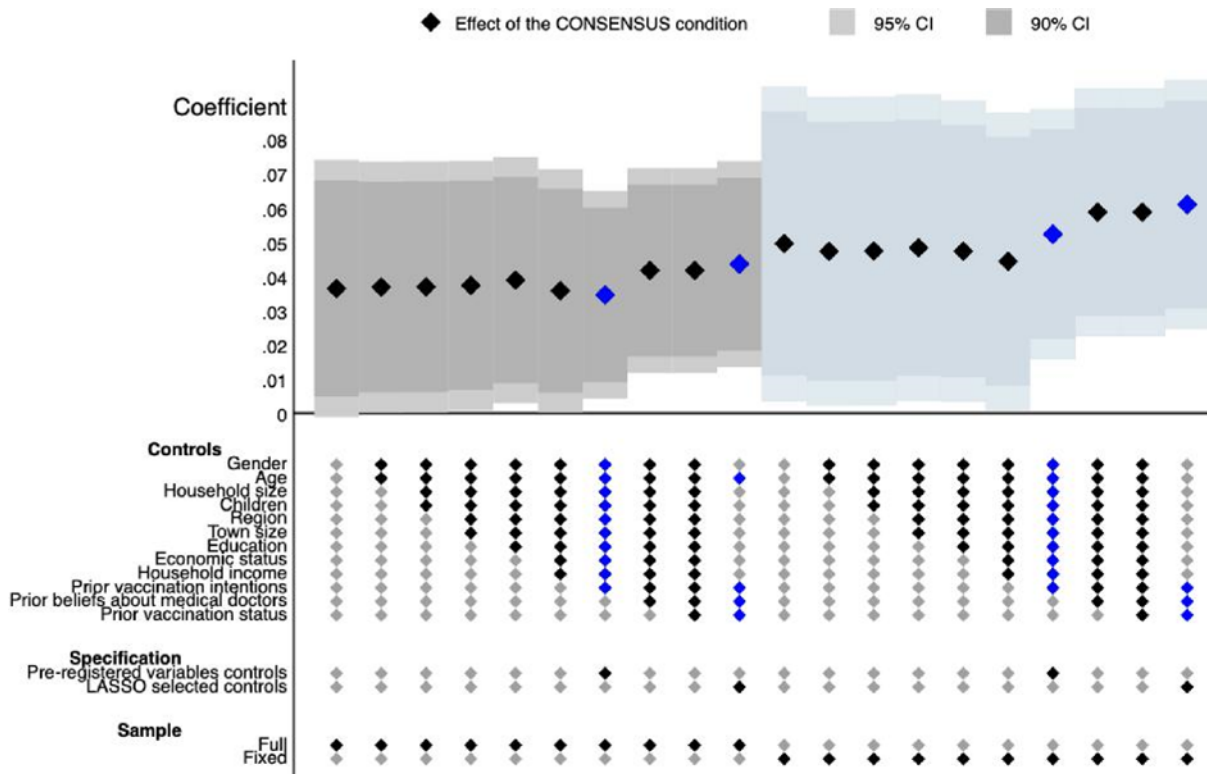 Effect of the CONSENSUS condition 95% CI 90% CI
Coefficient
.08
.07
.06
.05
.04
.03
.02
.01
0
Controls
Gender
Age
Household size
Children
Region
Town size
Education
Economic status
Household income
Prior vaccination intentions
Prior beliefs about medical doctors
Prior vaccination status
Specification
Pre-registered variables controls
LASSO selected controls
Sample
Full
Fixed